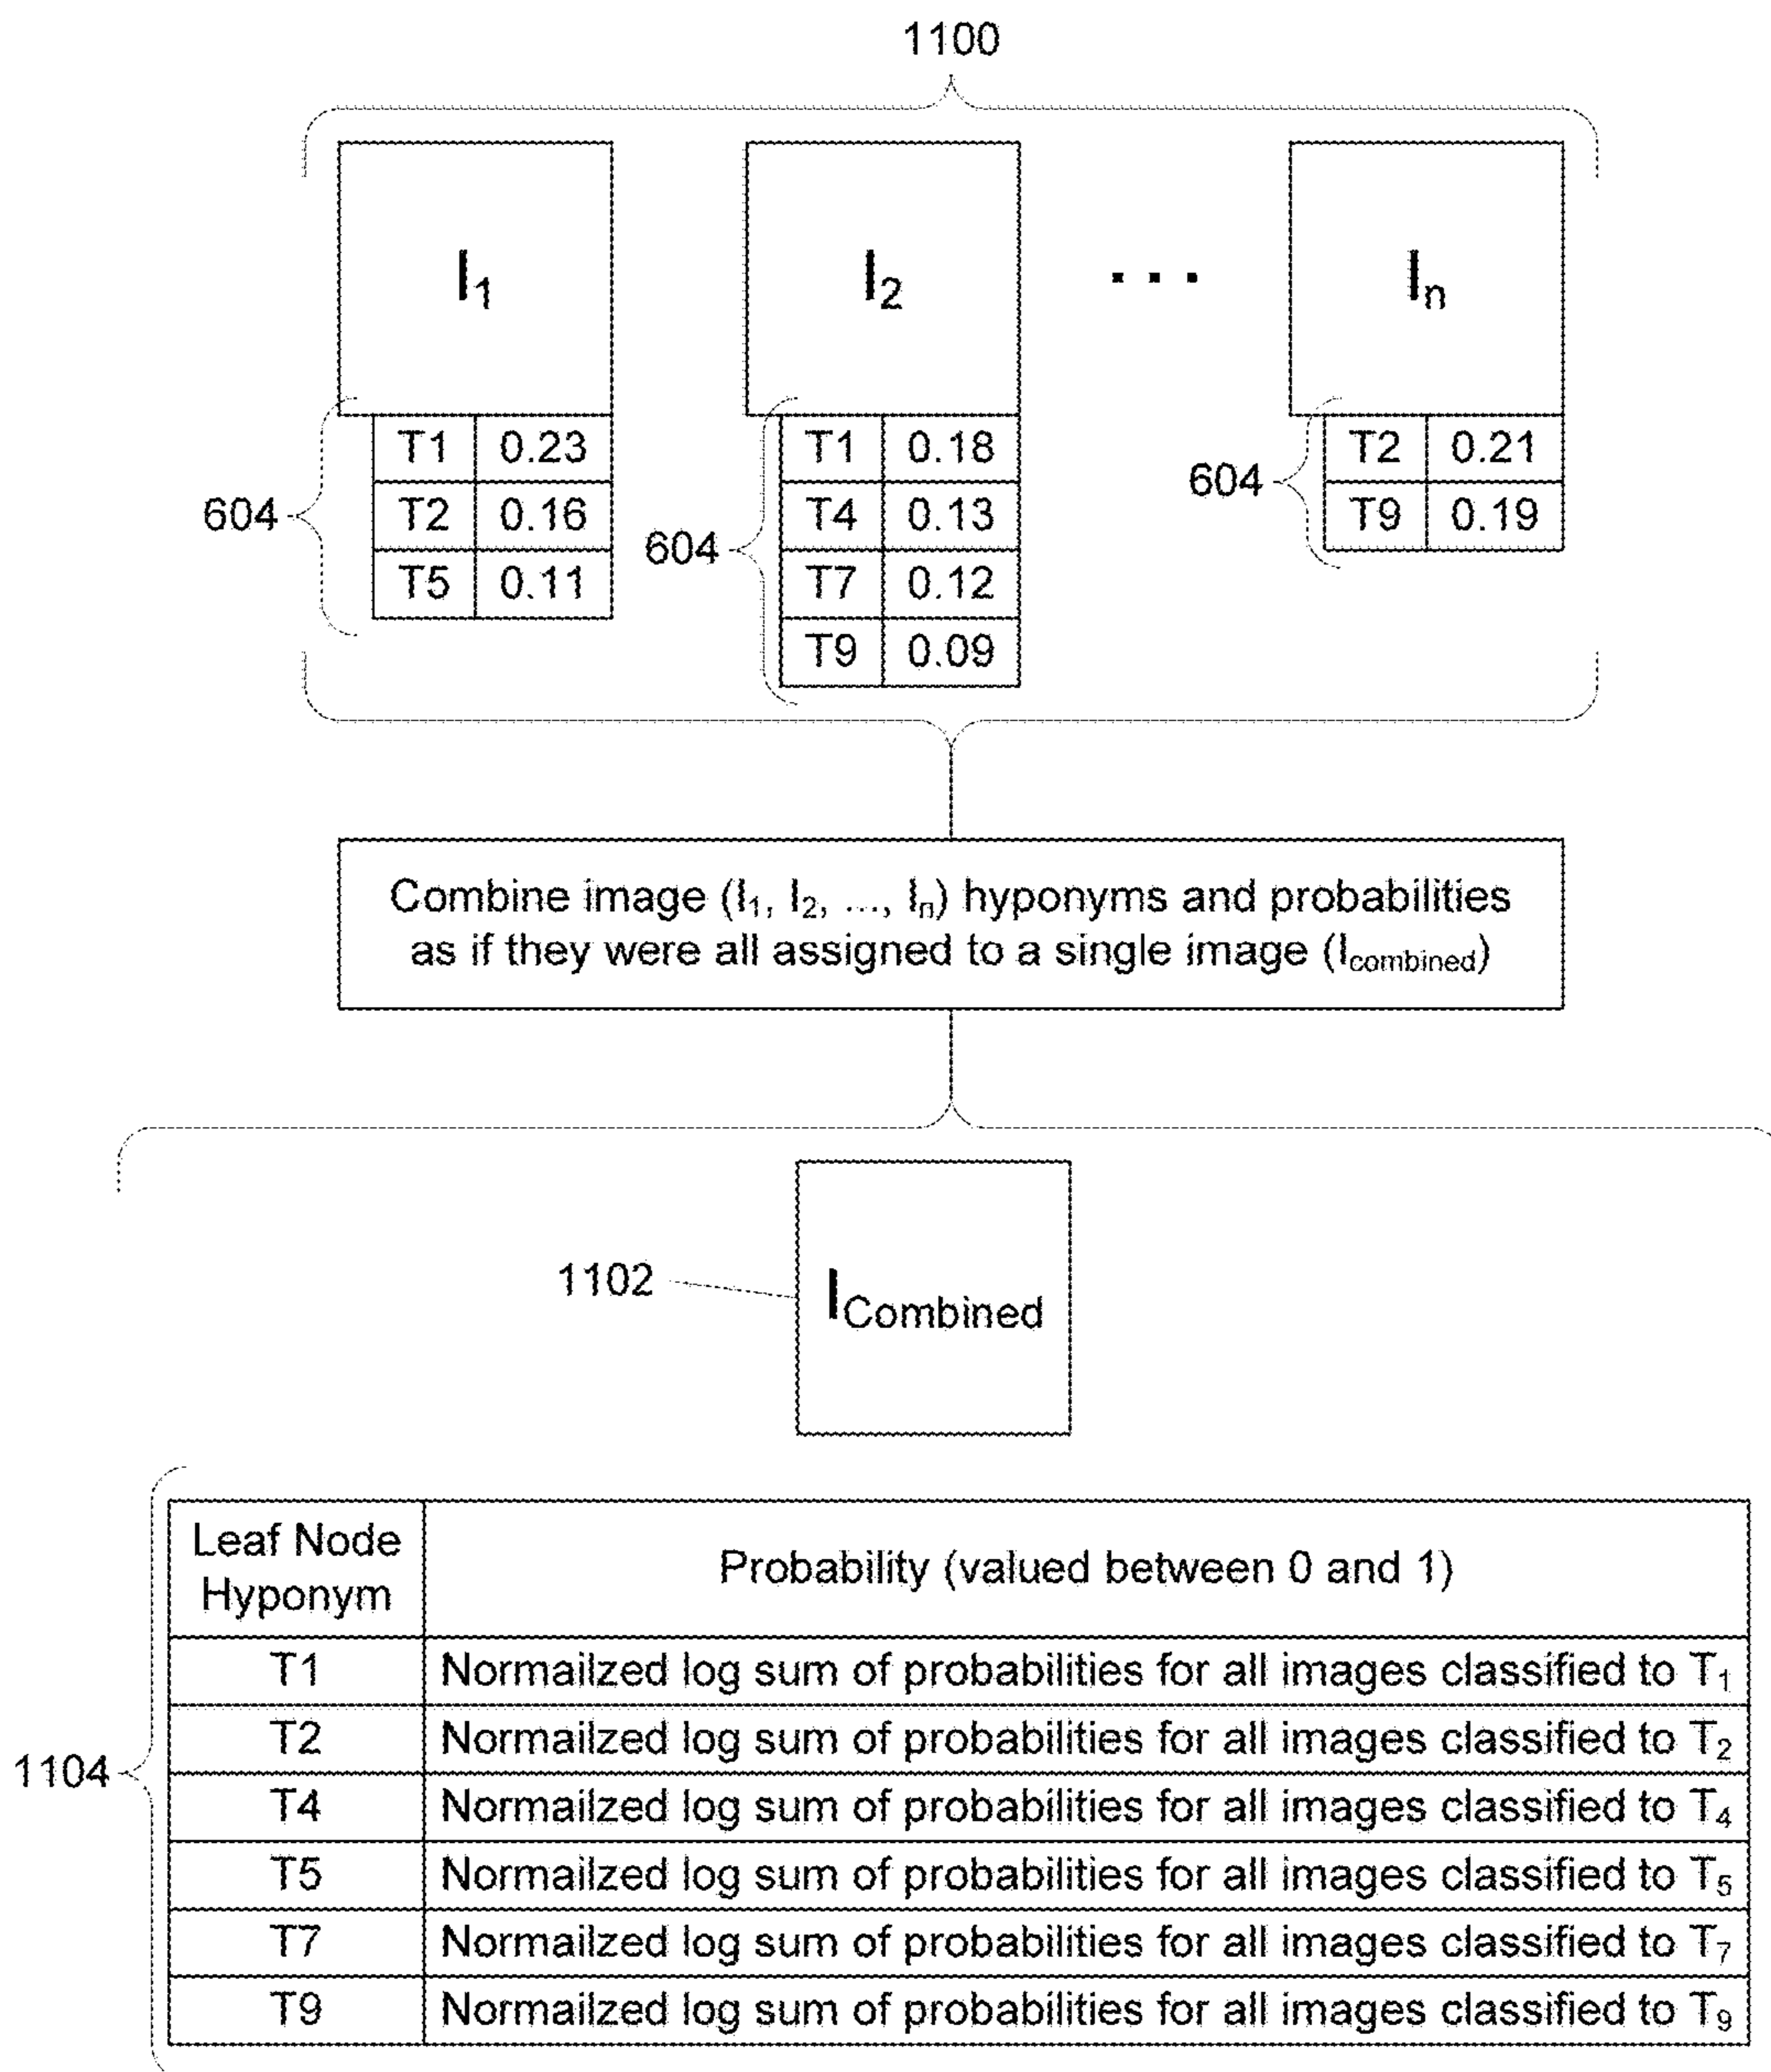 1100
I₁ I₂ ... Iₙ
T1 0.23
T2 0.16
T5 0.11
604
T1 0.18
T4 0.13
T7 0.12
T9 0.09
604
T2 0.21
T9 0.19
604
Combine image (I₁, I₂, ..., Iₙ) hyponyms and probabilities
as if they were all assigned to a single image (I_combined)
1102
I_Combined
1104
Leaf Node
Hyponym
Probability (valued between 0 and 1)
T1 Normailzed log sum of probabilities for all images classified to T₁
T2 Normailzed log sum of probabilities for all images classified to T₂
T4 Normailzed log sum of probabilities for all images classified to T₄
T5 Normailzed log sum of probabilities for all images classified to T₅
T7 Normailzed log sum of probabilities for all images classified to T₇
T9 Normailzed log sum of probabilities for all images classified to T₉